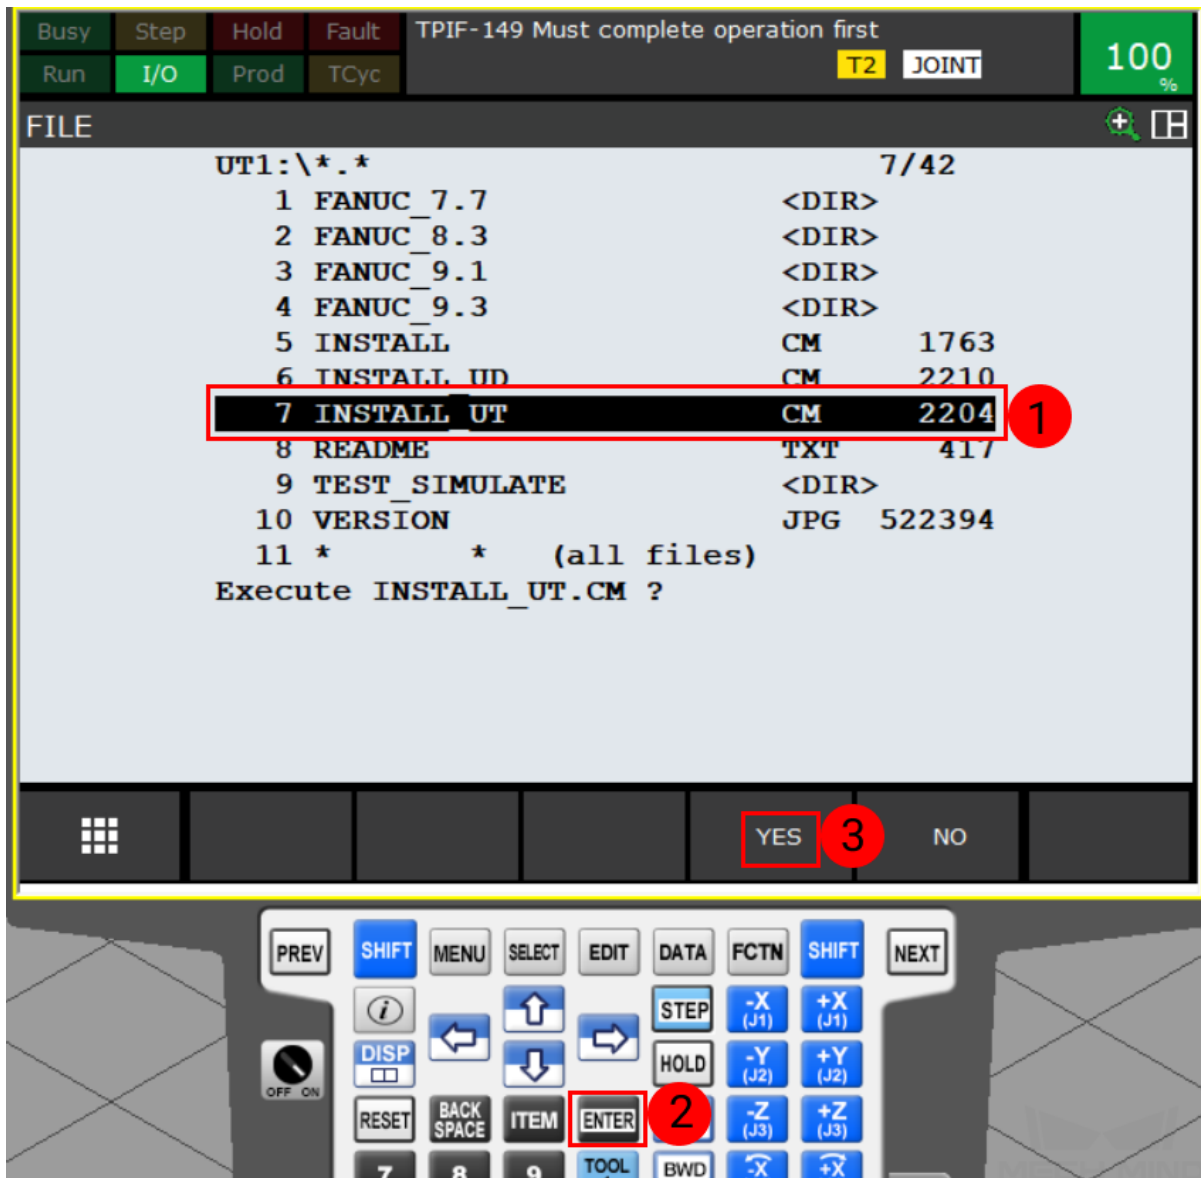 Busy Step Hold Fault TPIF-149 Must complete operation first
Run I/O Prod TCyc T2 JOINT 100 %
FILE
UT1:\*.* 7/42
1 FANUC_7.7 <DIR>
2 FANUC_8.3 <DIR>
3 FANUC_9.1 <DIR>
4 FANUC_9.3 <DIR>
5 INSTALL CM 1763
6 INSTALL_UD CM 2210
7 INSTALL_UT CM 2204 1
8 README TXT 417
9 TEST_SIMULATE <DIR>
10 VERSION JPG 522394
11 * * (all files)
Execute INSTALL_UT.CM ?
YES 3 NO
PREV SHIFT MENU SELECT EDIT DATA FCTN SHIFT NEXT
i STEP -X (J1) +X (J1)
DISP HOLD -Y (J2) +Y (J2)
OFF ON
RESET BACK SPACE ITEM ENTER 2 -Z (J3) +Z (J3)
7 8 9 TOOL BWD -X +X
MECH-MIND